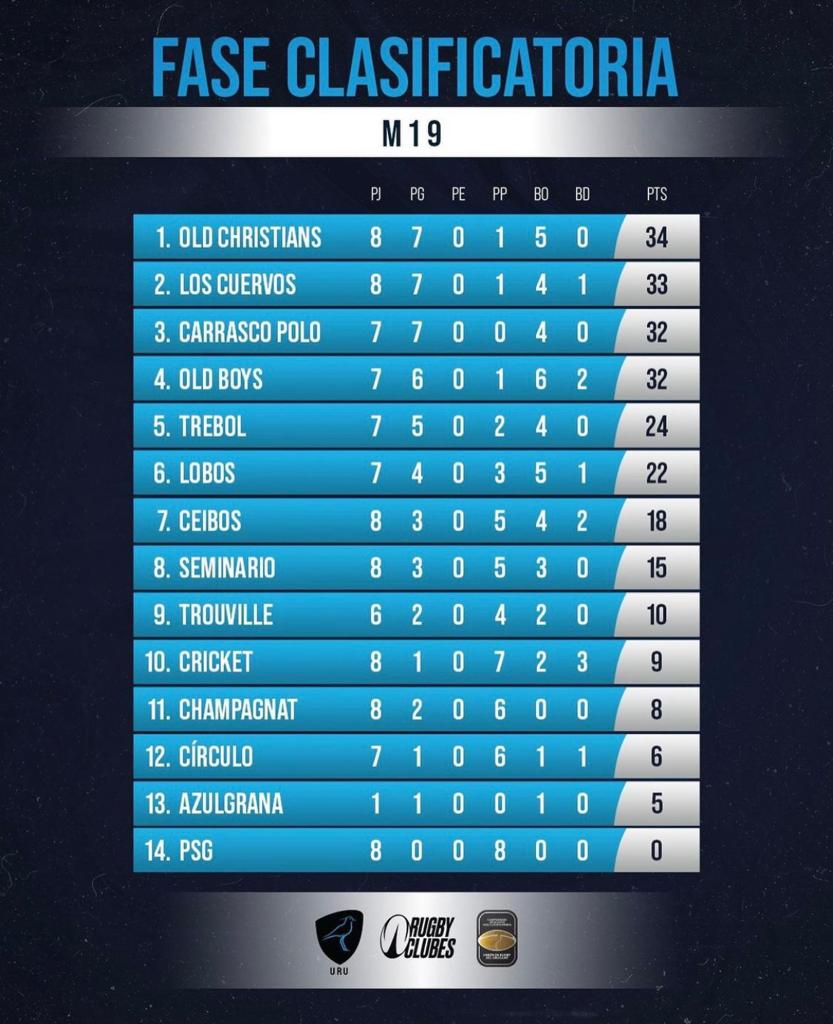 FASE CLASIFICATORIA
M19
PJ PG PE PP BO BD PTS
1. OLD CHRISTIANS 8 7 0 1 5 0 34
2. LOS CUERVOS 8 7 0 1 4 1 33
3. CARRASCO POLO 7 7 0 0 4 0 32
4. OLD BOYS 7 6 0 1 6 2 32
5. TREBOL 7 5 0 2 4 0 24
6. LOBOS 7 4 0 3 5 1 22
7. CEIBOS 8 3 0 5 4 2 18
8. SEMINARIO 8 3 0 5 3 0 15
9. TROUVILLE 6 2 0 4 2 0 10
10. CRICKET 8 1 0 7 2 3 9
11. CHAMPAGNAT 8 2 0 6 0 0 8
12. CÍRCULO 7 1 0 6 1 1 6
13. AZULGRANA 1 1 0 0 1 0 5
14. PSG 8 0 0 8 0 0 0
URU
RUGBY
CLUBES